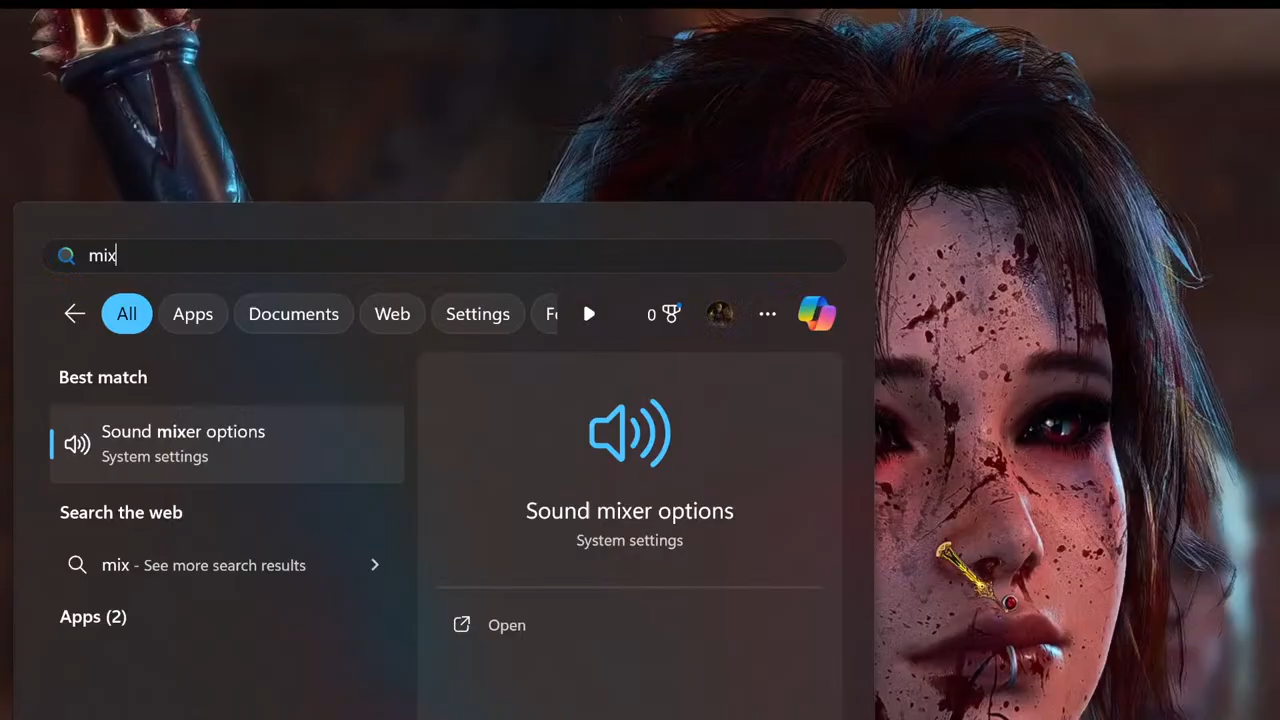 mix
All Apps Documents Web Settings 0
Best match
Sound mixer options
System settings
Search the web
mix - See more search results
Apps (2)
Sound mixer options
System settings
Open